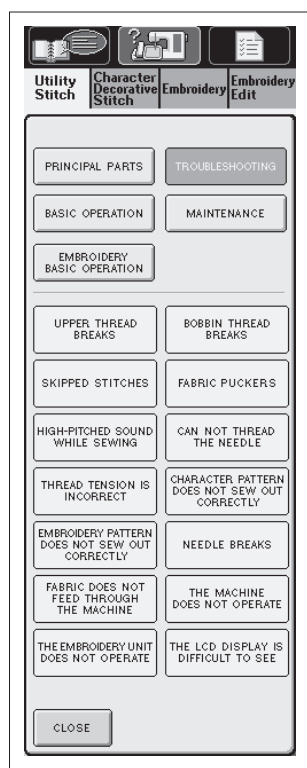 Utility
Stitch
Character
Decorative
Stitch
Embroidery
Embroidery
Edit
PRINCIPAL PARTS
TROUBLESHOOTING
BASIC OPERATION
MAINTENANCE
EMBROIDERY
BASIC OPERATION
UPPER THREAD
BREAKS
BOBBIN THREAD
BREAKS
SKIPPED STITCHES
FABRIC PUCKERS
HIGH-PITCHED SOUND
WHILE SEWING
CAN NOT THREAD
THE NEEDLE
THREAD TENSION IS
INCORRECT
CHARACTER PATTERN
DOES NOT SEW OUT
CORRECTLY
EMBROIDERY PATTERN
DOES NOT SEW OUT
CORRECTLY
NEEDLE BREAKS
FABRIC DOES NOT
FEED THROUGH
THE MACHINE
THE MACHINE
DOES NOT OPERATE
THE EMBROIDERY UNIT
DOES NOT OPERATE
THE LCD DISPLAY IS
DIFFICULT TO SEE
CLOSE